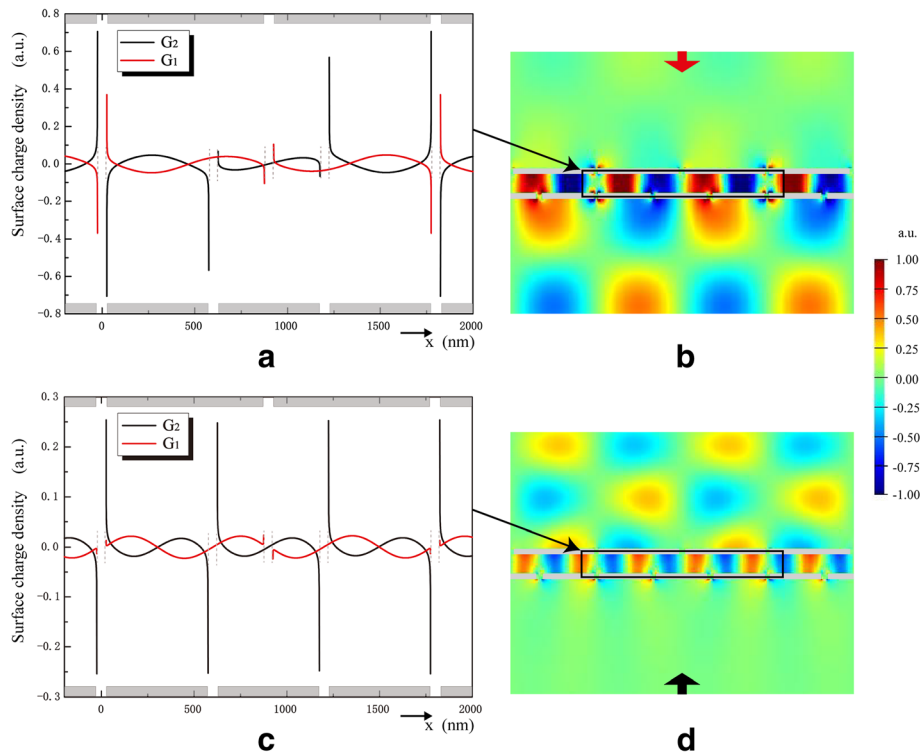 0.8
0.6
0.4
0.2
0.0
-0.2
-0.4
-0.6
-0.8
Surface charge density (a.u.)
G2
G1
0 500 1000 1500 2000
x (nm)
a
b
a.u.
1.00
0.75
0.50
0.25
0.00
-0.25
-0.50
-0.75
-1.00
0.3
0.2
0.1
0.0
-0.1
-0.2
-0.3
Surface charge density (a.u.)
G2
G1
0 500 1000 1500 2000
x (nm)
c
d